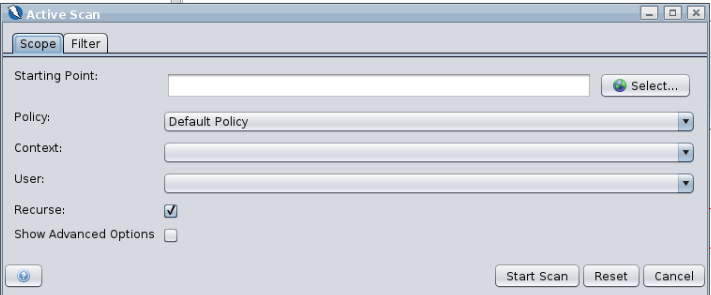 Active Scan
Scope Filter
Starting Point:
Select...
Policy: Default Policy
Context:
User:
Recurse:
Show Advanced Options
Start Scan Reset Cancel